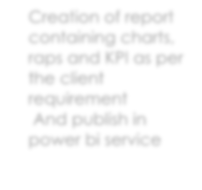 Creation of report
containing charts,
raps and KPI as per
the client
requirement
And publish in
power bi service